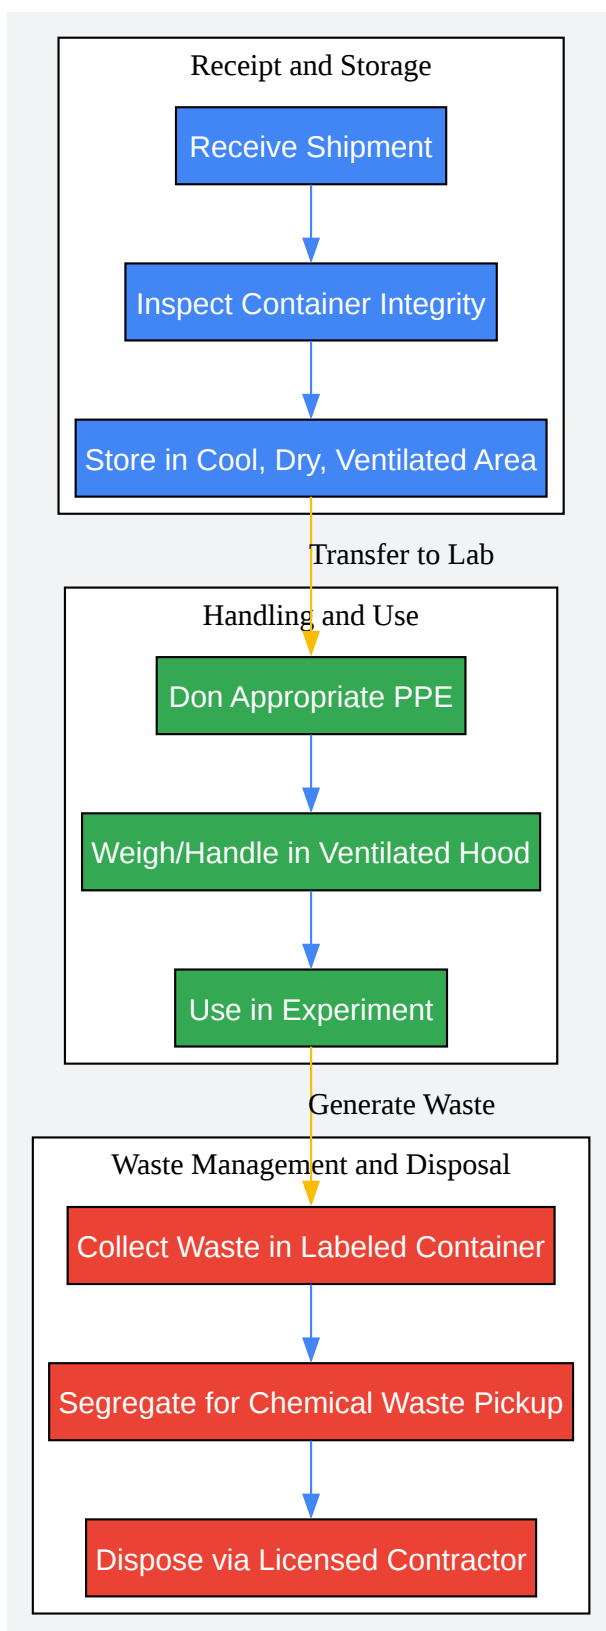 Receipt and Storage
Receive Shipment
Inspect Container Integrity
Store in Cool, Dry, Ventilated Area
Transfer to Lab
Handling and Use
Don Appropriate PPE
Weigh/Handle in Ventilated Hood
Use in Experiment
Generate Waste
Waste Management and Disposal
Collect Waste in Labeled Container
Segregate for Chemical Waste Pickup
Dispose via Licensed Contractor